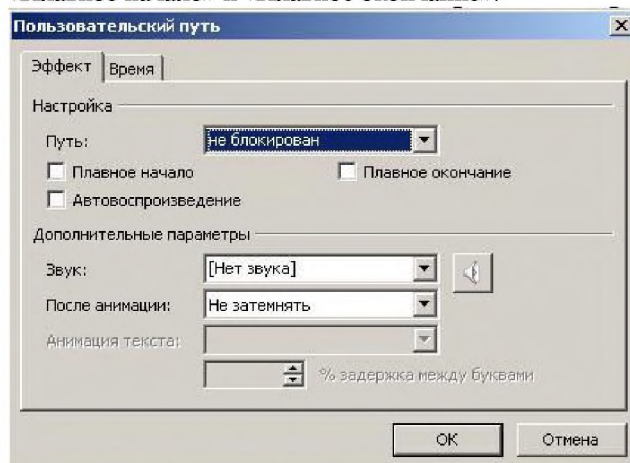 Пользовательский путь
Эффект Время
Настройка
Путь: не блокирован
Плавное начало Плавное окончание
Автовоспроизведение
Дополнительные параметры
Звук: [Нет звука]
После анимации: Не затемнять
Анимация текста:
% задержка между буквами
ОК Отмена